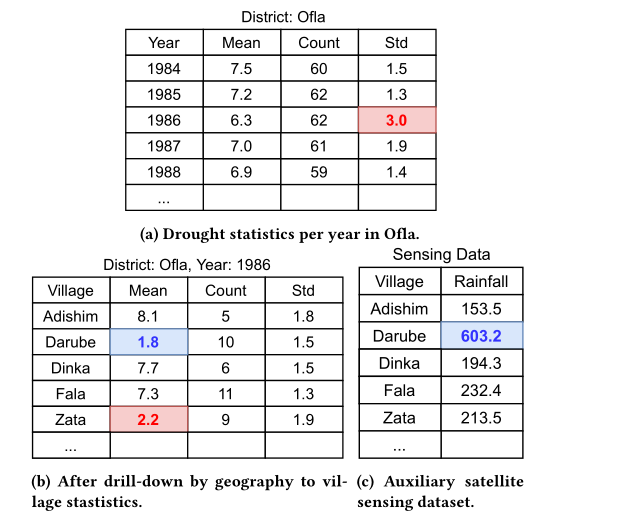 District: Ofla
Year Mean Count Std
1984 7.5 60 1.5
1985 7.2 62 1.3
1986 6.3 62 3.0
1987 7.0 61 1.9
1988 6.9 59 1.4
...
(a) Drought statistics per year in Ofla.
District: Ofla, Year: 1986
Village Mean Count Std
Adishim 8.1 5 1.8
Darube 1.8 10 1.5
Dinka 7.7 6 1.5
Fala 7.3 11 1.3
Zata 2.2 9 1.9
...
(b) After drill-down by geography to vil-
lage stastistics.
Sensing Data
Village Rainfall
Adishim 153.5
Darube 603.2
Dinka 194.3
Fala 232.4
Zata 213.5
...
(c) Auxiliary satellite
sensing dataset.